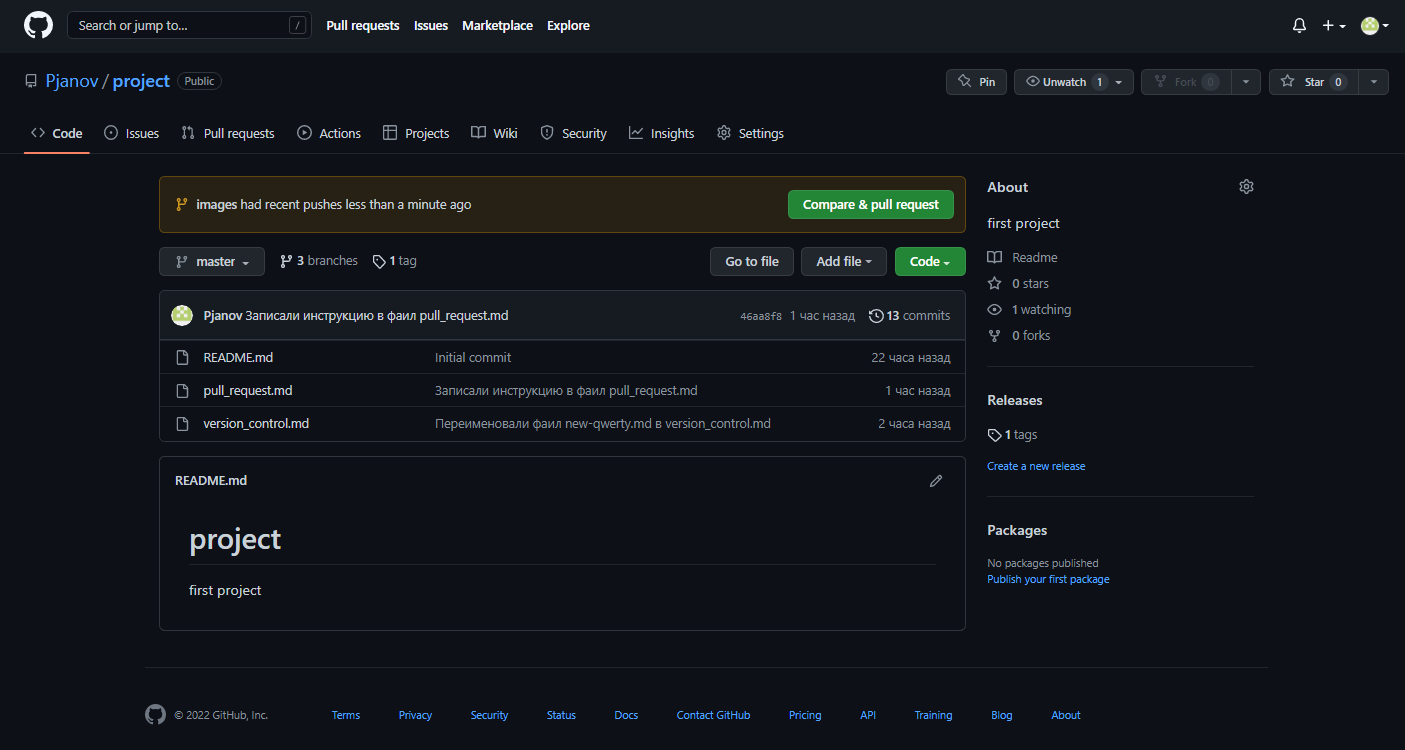 Search or jump to... /
Pull requests Issues Marketplace Explore
Pjanov / project Public
Pin Unwatch 1 Fork 0 Star 0
Code Issues Pull requests Actions Projects Wiki Security Insights Settings
images had recent pushes less than a minute ago Compare & pull request
master 3 branches 1 tag Go to file Add file Code
Pjanov Записали инструкцию в фаил pull_request.md 46aa8f8 1 час назад 13 commits
README.md Initial commit 22 часа назад
pull_request.md Записали инструкцию в фаил pull_request.md 1 час назад
version_control.md Переименовали фаил new-qwerty.md в version_control.md 2 часа назад
README.md
project
first project
About
first project
Readme
0 stars
1 watching
0 forks
Releases
1 tags
Create a new release
Packages
No packages published
Publish your first package
© 2022 GitHub, Inc. Terms Privacy Security Status Docs Contact GitHub Pricing API Training Blog About